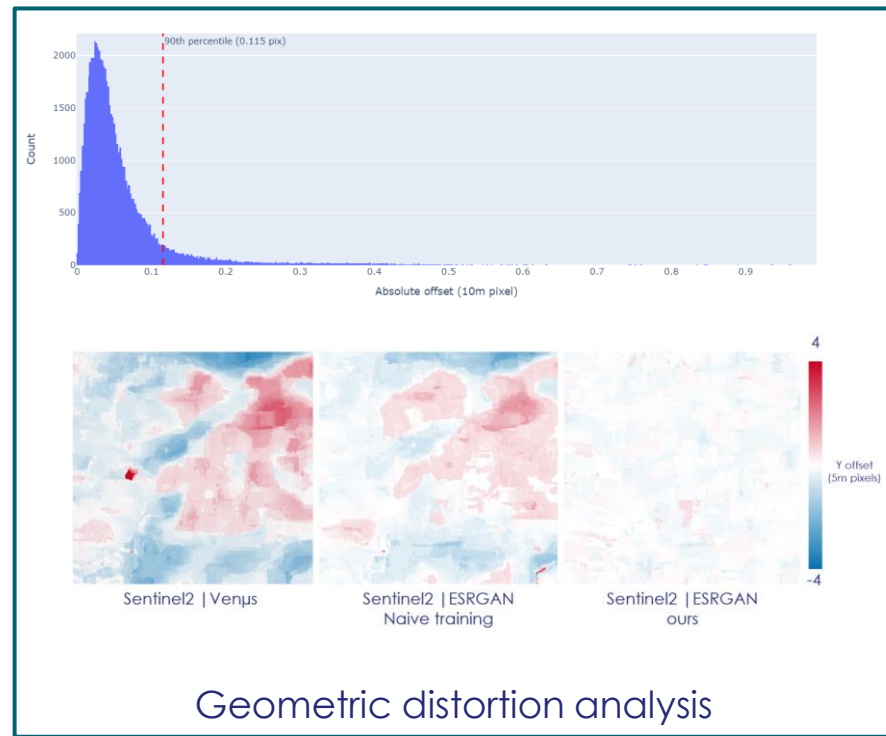 90th percentile (0.115 pix)
2000
1500
1000
500
0
Count
0
0.1
0.2
0.3
0.4
0.5
0.6
0.7
0.8
0.9
Absolute offset (10m pixel)
4
Y offset
(5m pixels)
-4
Sentinel2 | Venµs
Sentinel2 | ESRGAN
Naive training
Sentinel2 | ESRGAN
ours
Geometric distortion analysis